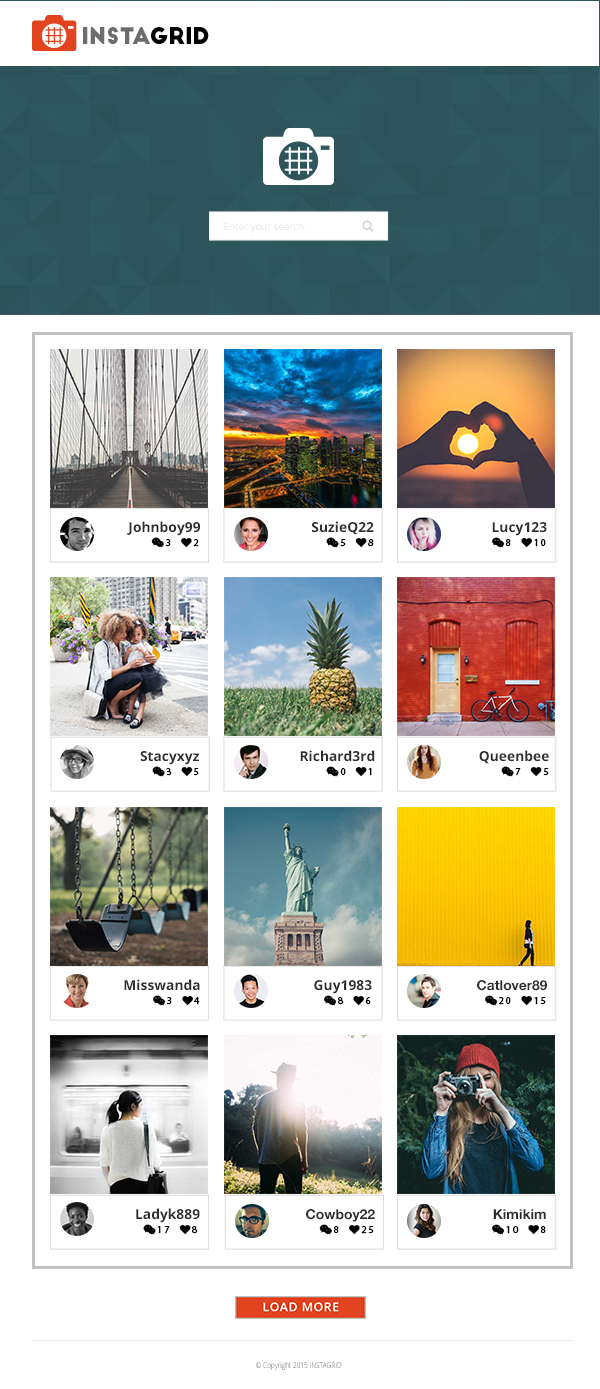 INSTAGRID
Enter your search...
Johnboy99
3 2
SuzieQ22
5 8
Lucy123
8 10
Stacyxyz
3 5
Richard3rd
0 1
Queenbee
7 5
Misswanda
3 4
Guy1983
8 6
Catlover89
20 15
Ladyk889
17 8
Cowboy22
8 25
Kimikim
10 8
LOAD MORE
© Copyright 2015 INSTAGRID